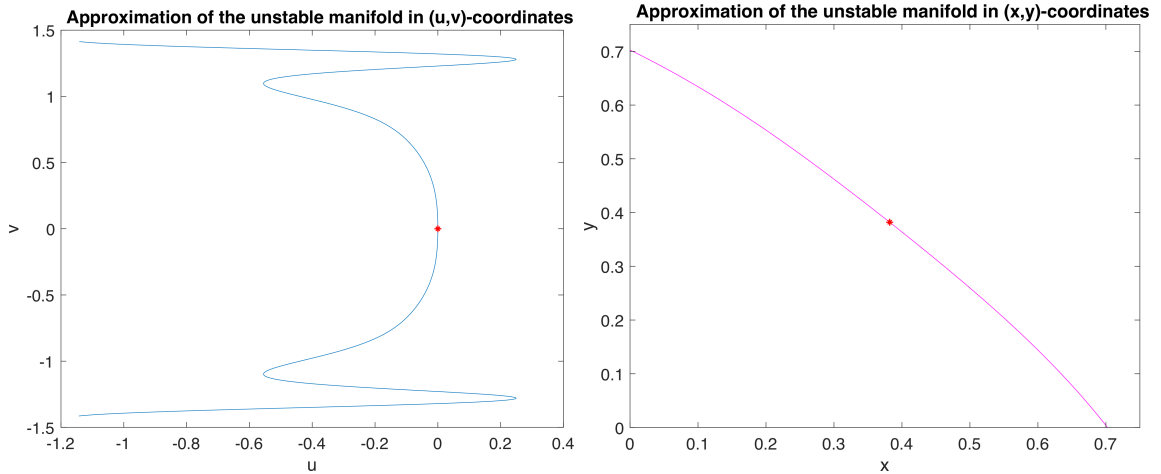 Approximation of the unstable manifold in (u,v)-coordinates
1.5
1
0.5
0
-0.5
-1
-1.5
v
-1.2 -1 -0.8 -0.6 -0.4 -0.2 0 0.2 0.4
u
Approximation of the unstable manifold in (x,y)-coordinates
0.7
0.6
0.5
0.4
0.3
0.2
0.1
0
y
0 0.1 0.2 0.3 0.4 0.5 0.6 0.7
x